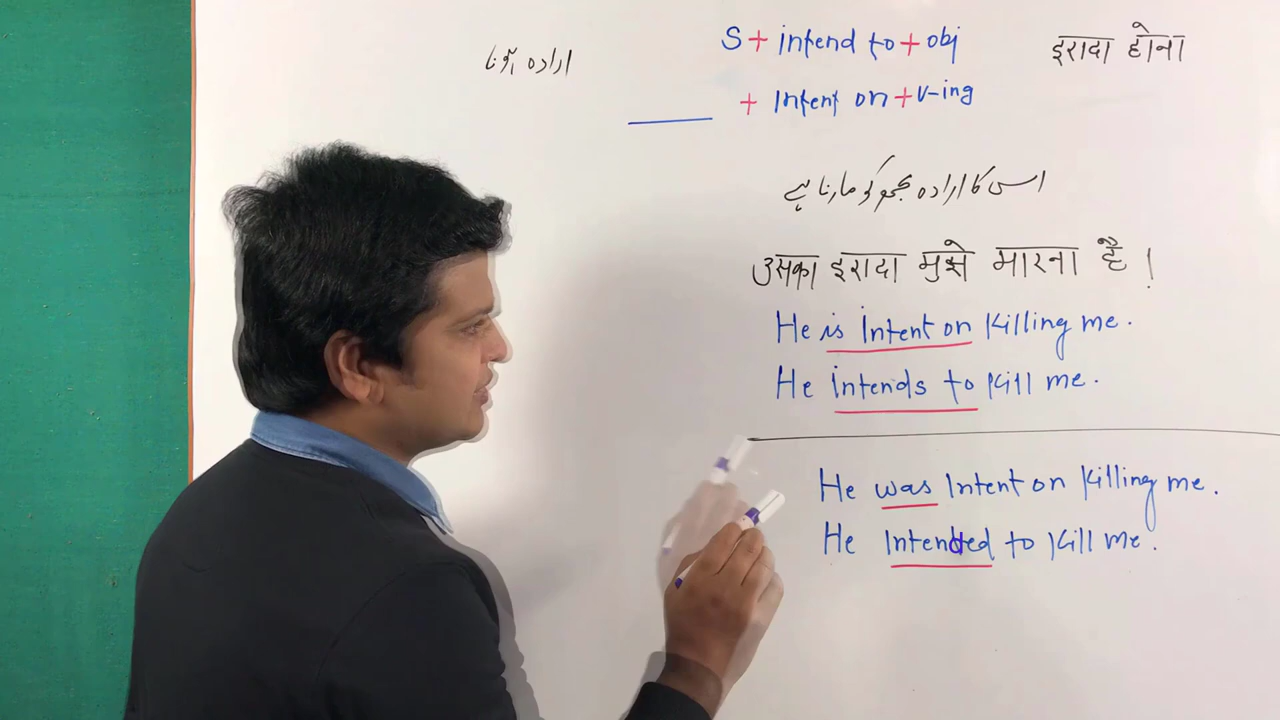 ارادہ ہونا
S + intend to + obj
इरादा होना
+ Intent on + v-ing
اس کا ارادہ مجھ کو مارنا ہے
उसका इरादा मुझे मारना है !
He is Intent on Killing me.
He intends to Kill me.
He was Intent on Killing me.
He Intended to Kill me.